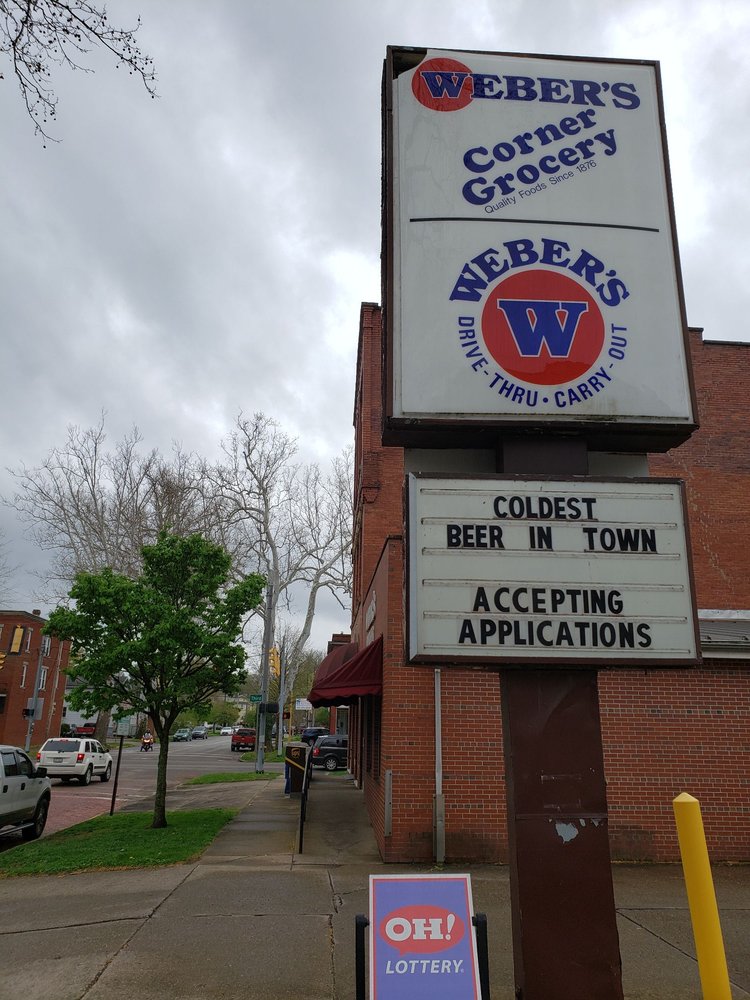 WEBER'S
Corner
Grocery
Quality Foods Since 1876
WEBER'S
W
DRIVE-THRU • CARRY-OUT
COLDEST
BEER IN TOWN
ACCEPTING
APPLICATIONS
OH!
LOTTERY